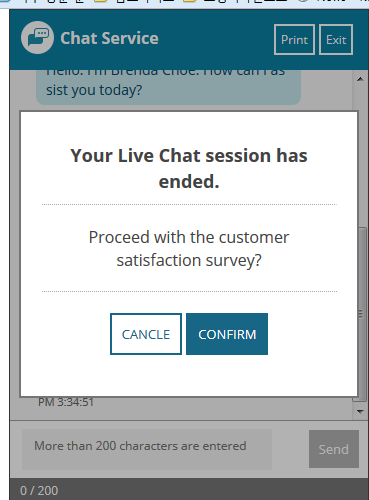 Chat Service
Print
Exit
Hello. I'm Brenda Choe. How can I as
sist you today?
Your Live Chat session has
ended.
Proceed with the customer
satisfaction survey?
CANCLE
CONFIRM
PM 3:34:51
More than 200 characters are entered
Send
0 / 200